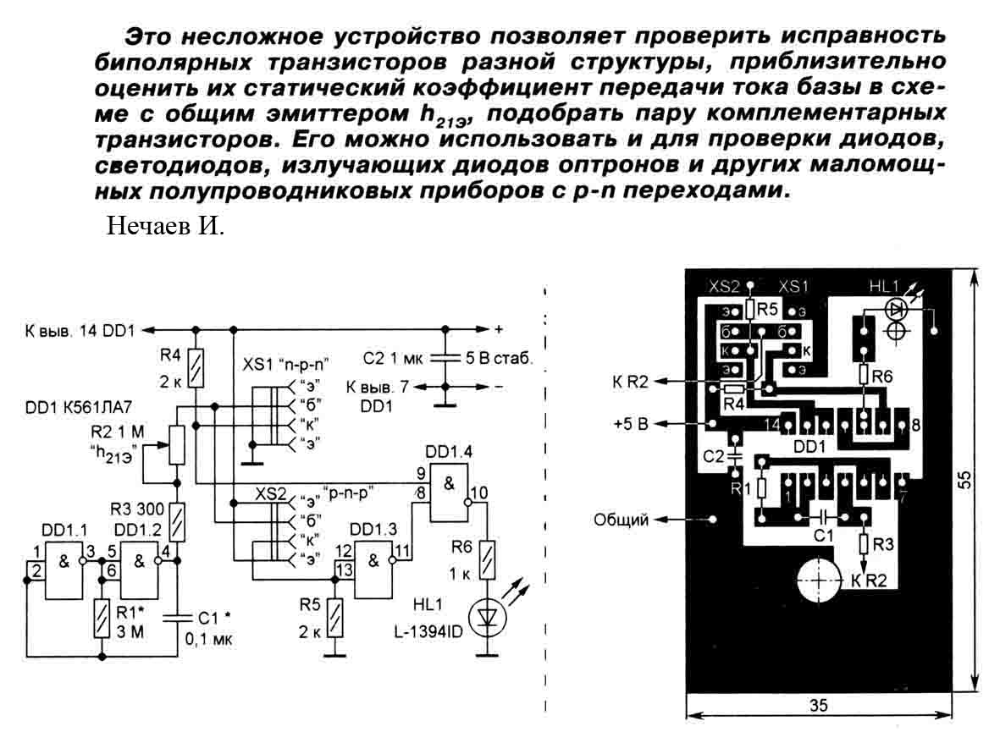 Это несложное устройство позволяет проверить исправность
биполярных транзисторов разной структуры, приблизительно
оценить их статический коэффициент передачи тока базы в схе-
ме с общим эмиттером h21Э, подобрать пару комплементарных
транзисторов. Его можно использовать и для проверки диодов,
светодиодов, излучающих диодов оптронов и других маломощ-
ных полупроводниковых приборов с p-n переходами.
Нечаев И.
К выв. 14 DD1
+
R4
2 к
C2 1 мк
5 В стаб.
XS1 "n-p-n"
К выв. 7
DD1
–
"э"
"б"
"к"
"э"
DD1 К561ЛА7
R2 1 М
"h21Э"
XS2
"p-n-p"
"э"
"б"
"к"
"э"
DD1.4
9
8
&
10
R3 300
DD1.1
1
2
&
3
DD1.2
5
6
&
4
DD1.3
12
13
&
11
R6
1 к
R1*
3 М
C1 *
0,1 мк
R5
2 к
HL1
L-1394ID
XS2
XS1
HL1
R5
э
э
б
б
к
к
э
э
К R2
R4
R6
+5 В
14
8
DD1
C2
R1
1
7
Общий
C1
R3
К R2
55
35